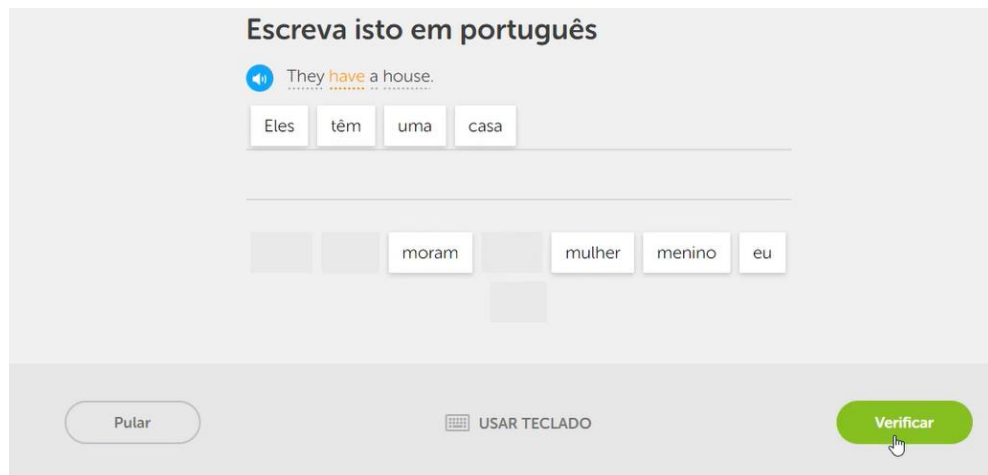 Escreva isto em português
They have a house.
Eles têm uma casa
moram mulher menino eu
Pular USAR TECLADO Verificar